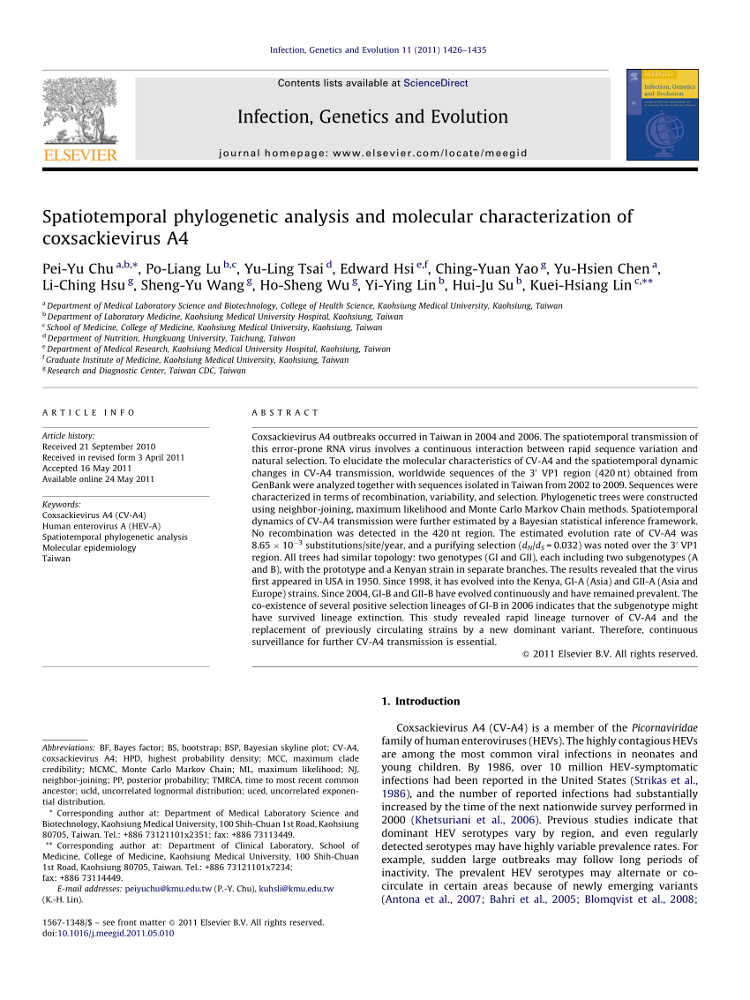 Infection, Genetics and Evolution 11 (2011) 1426–1435
Contents lists available at ScienceDirect
Infection, Genetics and Evolution
journal homepage: www.elsevier.com/locate/meegid
ELSEVIER
MEEGID
Infection, Genetics
and Evolution
Spatiotemporal phylogenetic analysis and molecular characterization of
coxsackievirus A4
Pei-Yu Chu a,b,*, Po-Liang Lu b,c, Yu-Ling Tsai d, Edward Hsi e,f, Ching-Yuan Yao g, Yu-Hsien Chen a,
Li-Ching Hsu g, Sheng-Yu Wang g, Ho-Sheng Wu g, Yi-Ying Lin b, Hui-Ju Su b, Kuei-Hsiang Lin c,**
a Department of Medical Laboratory Science and Biotechnology, College of Health Science, Kaohsiung Medical University, Kaohsiung, Taiwan
b Department of Laboratory Medicine, Kaohsiung Medical University Hospital, Kaohsiung, Taiwan
c School of Medicine, College of Medicine, Kaohsiung Medical University, Kaohsiung, Taiwan
d Department of Nutrition, Hungkuang University, Taichung, Taiwan
e Department of Medical Research, Kaohsiung Medical University Hospital, Kaohsiung, Taiwan
f Graduate Institute of Medicine, Kaohsiung Medical University, Kaohsiung, Taiwan
g Research and Diagnostic Center, Taiwan CDC, Taiwan
ARTICLE INFO
Article history:
Received 21 September 2010
Received in revised form 3 April 2011
Accepted 16 May 2011
Available online 24 May 2011
Keywords:
Coxsackievirus A4 (CV-A4)
Human enterovirus A (HEV-A)
Spatiotemporal phylogenetic analysis
Molecular epidemiology
Taiwan
ABSTRACT
Coxsackievirus A4 outbreaks occurred in Taiwan in 2004 and 2006. The spatiotemporal transmission of
this error-prone RNA virus involves a continuous interaction between rapid sequence variation and
natural selection. To elucidate the molecular characteristics of CV-A4 and the spatiotemporal dynamic
changes in CV-A4 transmission, worldwide sequences of the 3′ VP1 region (420 nt) obtained from
GenBank were analyzed together with sequences isolated in Taiwan from 2002 to 2009. Sequences were
characterized in terms of recombination, variability, and selection. Phylogenetic trees were constructed
using neighbor-joining, maximum likelihood and Monte Carlo Markov Chain methods. Spatiotemporal
dynamics of CV-A4 transmission were further estimated by a Bayesian statistical inference framework.
No recombination was detected in the 420 nt region. The estimated evolution rate of CV-A4 was
8.65 × 10−3 substitutions/site/year, and a purifying selection (dN/dS = 0.032) was noted over the 3′ VP1
region. All trees had similar topology: two genotypes (GI and GII), each including two subgenotypes (A
and B), with the prototype and a Kenyan strain in separate branches. The results revealed that the virus
first appeared in USA in 1950. Since 1998, it has evolved into the Kenya, GI-A (Asia) and GII-A (Asia and
Europe) strains. Since 2004, GI-B and GII-B have evolved continuously and have remained prevalent. The
co-existence of several positive selection lineages of GI-B in 2006 indicates that the subgenotype might
have survived lineage extinction. This study revealed rapid lineage turnover of CV-A4 and the
replacement of previously circulating strains by a new dominant variant. Therefore, continuous
surveillance for further CV-A4 transmission is essential.
© 2011 Elsevier B.V. All rights reserved.
Abbreviations: BF, Bayes factor; BS, bootstrap; BSP, Bayesian skyline plot; CV-A4,
coxsackievirus A4; HPD, highest probability density; MCC, maximum clade
credibility; MCMC, Monte Carlo Markov Chain; ML, maximum likelihood; NJ,
neighbor-joining; PP, posterior probability; TMRCA, time to most recent common
ancestor; ucld, uncorrelated lognormal distribution; uced, uncorrelated exponen-
tial distribution.
* Corresponding author at: Department of Medical Laboratory Science and
Biotechnology, Kaohsiung Medical University, 100 Shih-Chuan 1st Road, Kaohsiung
80705, Taiwan. Tel.: +886 73121101x2351; fax: +886 73113449.
** Corresponding author at: Department of Clinical Laboratory, School of
Medicine, College of Medicine, Kaohsiung Medical University, 100 Shih-Chuan
1st Road, Kaohsiung 80705, Taiwan. Tel.: +886 73121101x7234;
fax: +886 73114449.
E-mail addresses: peiyuchu@kmu.edu.tw (P.-Y. Chu), kuhsli@kmu.edu.tw
(K.-H. Lin).
1567-1348/$ – see front matter © 2011 Elsevier B.V. All rights reserved.
doi:10.1016/j.meegid.2011.05.010
1. Introduction
Coxsackievirus A4 (CV-A4) is a member of the Picornaviridae
family of human enteroviruses (HEVs). The highly contagious HEVs
are among the most common viral infections in neonates and
young children. By 1986, over 10 million HEV-symptomatic
infections had been reported in the United States (Strikas et al.,
1986), and the number of reported infections had substantially
increased by the time of the next nationwide survey performed in
2000 (Khetsuriani et al., 2006). Previous studies indicate that
dominant HEV serotypes vary by region, and even regularly
detected serotypes may have highly variable prevalence rates. For
example, sudden large outbreaks may follow long periods of
inactivity. The prevalent HEV serotypes may alternate or co-
circulate in certain areas because of newly emerging variants
(Antona et al., 2007; Bahri et al., 2005; Blomqvist et al., 2008;